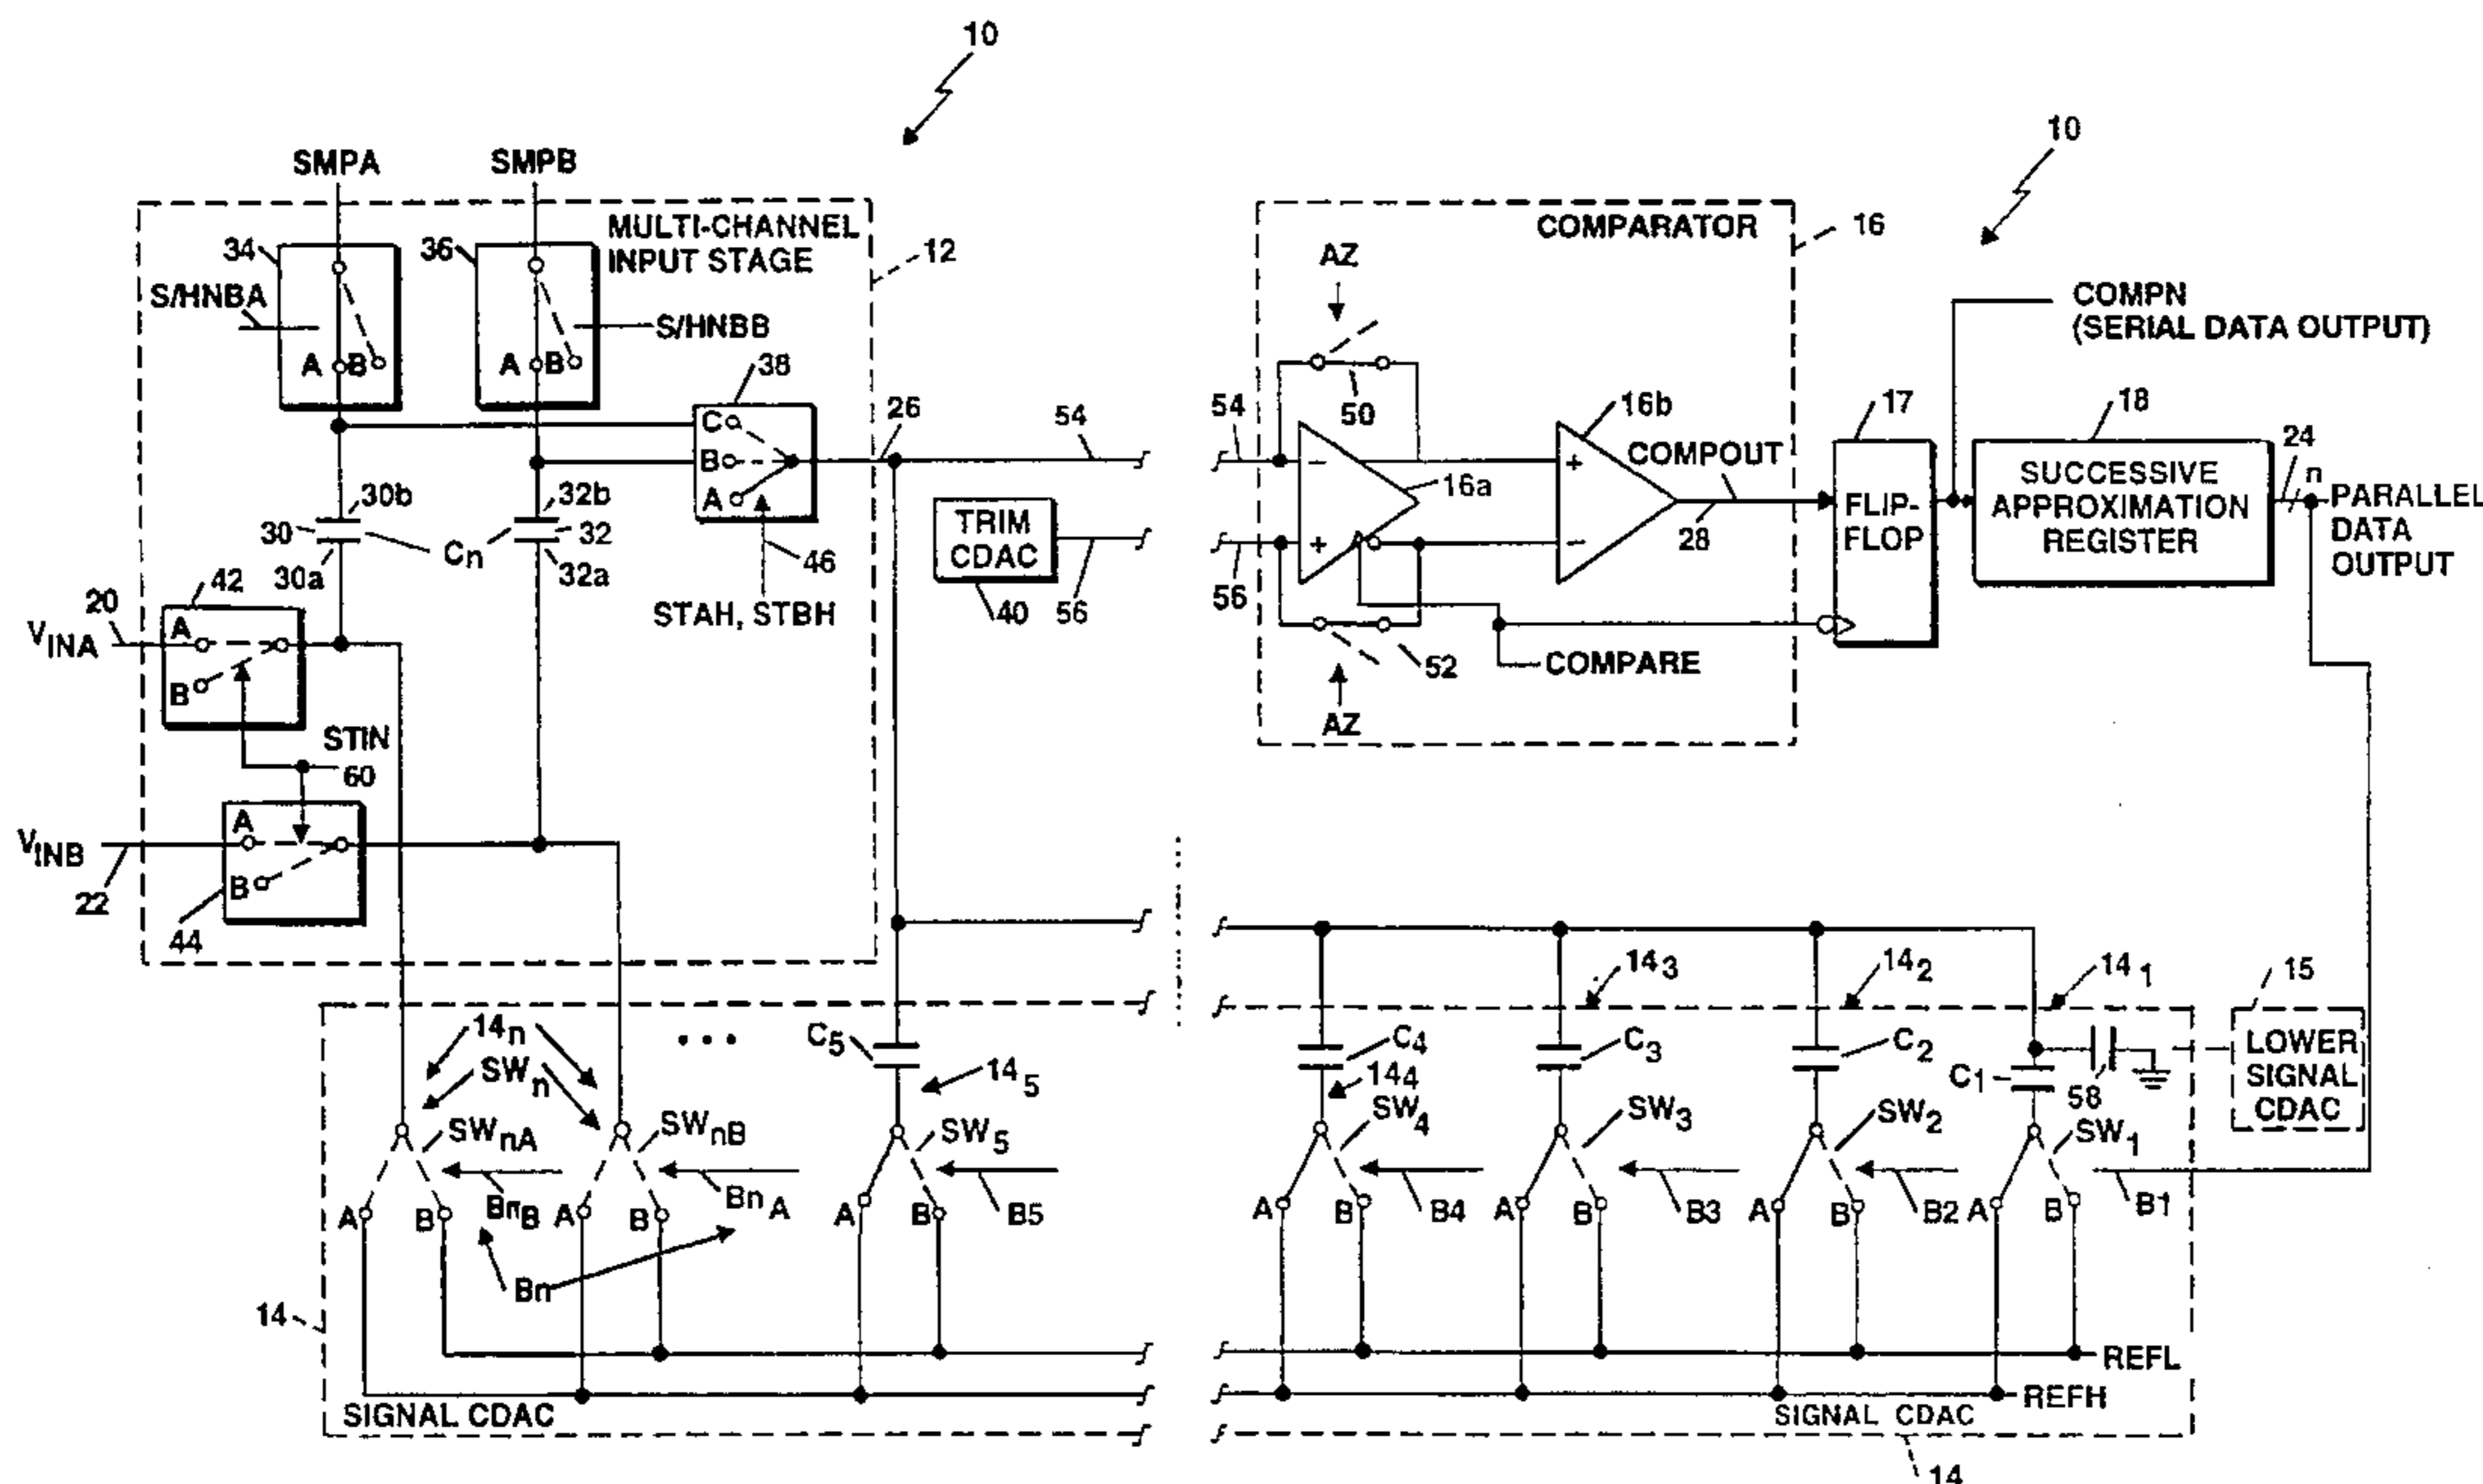 10
10
SMPA
SMPB
MULTI-CHANNEL
INPUT STAGE
12
34
36
S/HNBA
S/HNBB
A
B
A
B
38
C
B
A
26
54
46
STAH, STBH
30b
30
30a
Cn
32b
32
32a
TRIM
CDAC
40
56
20
VINA
42
A
B
STIN
60
VINB
22
44
A
B
COMPARATOR
16
AZ
50
54
56
−
+
16a
16b
+
−
COMPOUT
28
52
AZ
COMPARE
17
FLIP-
FLOP
COMPN
(SERIAL DATA OUTPUT)
18
SUCCESSIVE
APPROXIMATION
REGISTER
24
n
PARALLEL
DATA
OUTPUT
14n
SWn
SWnA
SWnB
BnB
BnA
Bn
A
B
A
B
...
C5
145
SW5
A
B
B5
C4
144
SW4
A
B
B4
143
C3
SW3
A
B
B3
142
C2
SW2
A
B
B2
141
C1
58
SW1
A
B
B1
15
LOWER
SIGNAL
CDAC
REFL
REFH
14
SIGNAL CDAC
SIGNAL CDAC
14